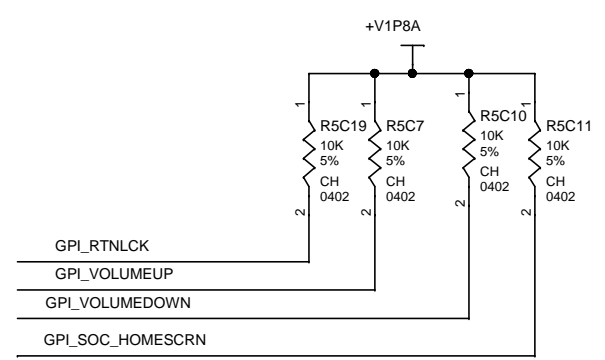 +V1P8A
1
1
1
1
R5C19
10K
5%
CH
0402
2
R5C7
10K
5%
CH
0402
2
R5C10
10K
5%
CH
0402
2
R5C11
10K
5%
CH
0402
2
GPI_RTNLCK
GPI_VOLUMEUP
GPI_VOLUMEDOWN
GPI_SOC_HOMESCRN